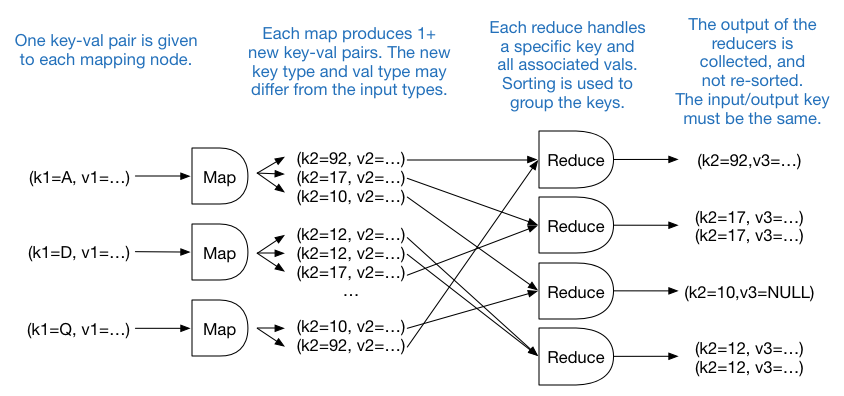 One key-val pair is given
to each mapping node.
Each map produces 1+
new key-val pairs. The new
key type and val type may
differ from the input types.
Each reduce handles
a specific key and
all associated vals.
Sorting is used to
group the keys.
The output of the
reducers is
collected, and
not re-sorted.
The input/output key
must be the same.
(k1=A, v1=…)
Map
(k2=92, v2=…)
(k2=17, v2=…)
(k2=10, v2=…)
Reduce
(k2=92,v3=…)
(k1=D, v1=…)
Map
(k2=12, v2=…)
(k2=12, v2=…)
(k2=17, v2=…)
…
Reduce
(k2=17, v3=…)
(k2=17, v3=…)
Reduce
(k2=10,v3=NULL)
(k1=Q, v1=…)
Map
(k2=10, v2=…)
(k2=92, v2=…)
Reduce
(k2=12, v3=…)
(k2=12, v3=…)